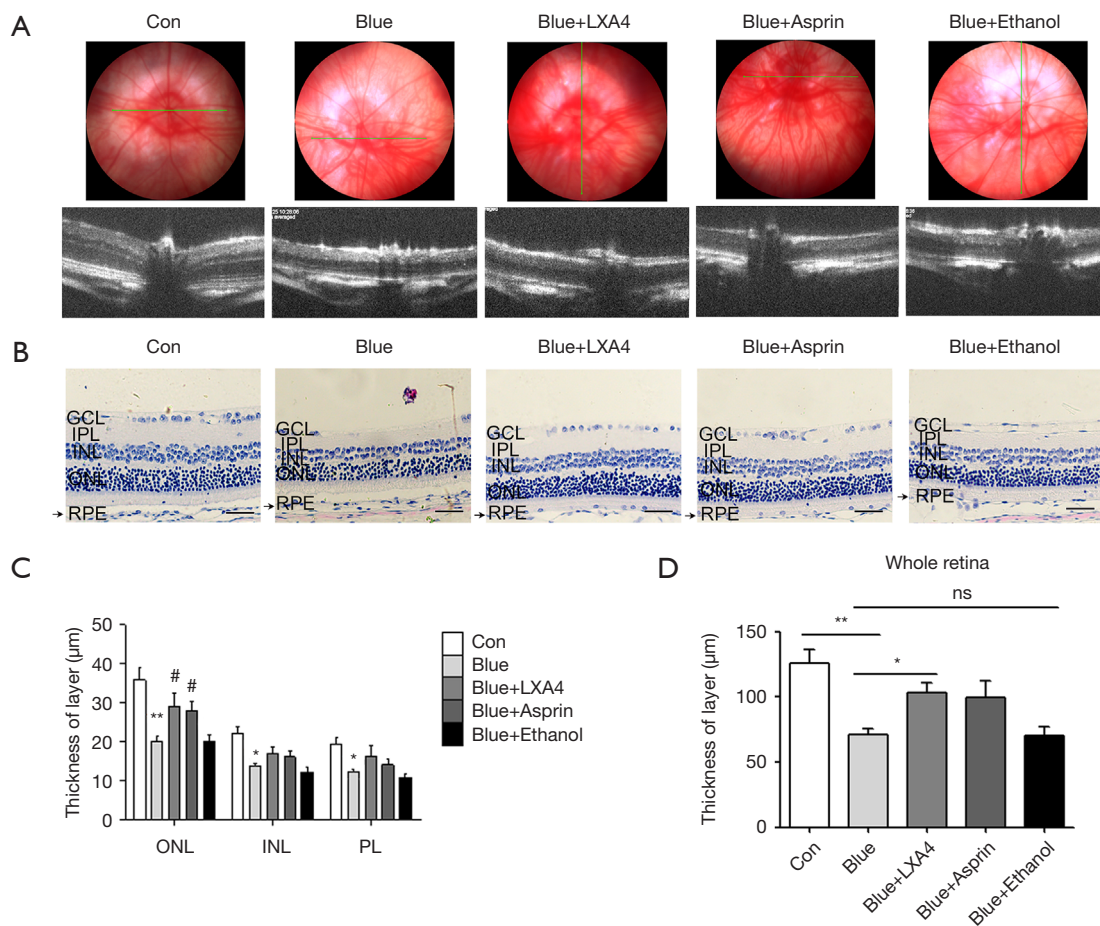 A
Con
Blue
Blue+LXA4
Blue+Asprin
Blue+Ethanol
25 10:28:08
averaged
B
Con
Blue
Blue+LXA4
Blue+Asprin
Blue+Ethanol
GCL
IPL
INL
ONL
RPE
GCL
IPL
INL
ONL
RPE
GCL
IPL
INL
ONL
RPE
GCL
IPL
INL
ONL
RPE
GCL
IPL
INL
ONL
RPE
C
Thickness of layer (μm)
50
40
30
20
10
0
**
#
#
*
*
ONL
INL
PL
Con
Blue
Blue+LXA4
Blue+Asprin
Blue+Ethanol
D
Whole retina
ns
**
*
Thickness of layer (μm)
150
100
50
0
Con
Blue
Blue+LXA4
Blue+Asprin
Blue+Ethanol